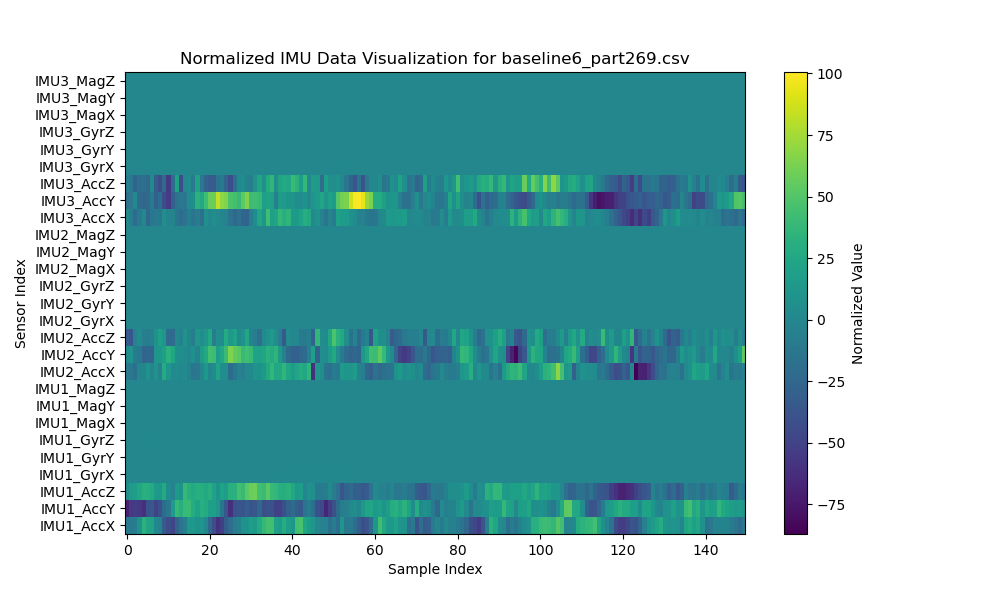 Normalized IMU Data Visualization for baseline6_part269.csv
IMU3_MagZ
IMU3_MagY
IMU3_MagX
IMU3_GyrZ
IMU3_GyrY
IMU3_GyrX
IMU3_AccZ
IMU3_AccY
IMU3_AccX
IMU2_MagZ
IMU2_MagY
IMU2_MagX
IMU2_GyrZ
IMU2_GyrY
IMU2_GyrX
IMU2_AccZ
IMU2_AccY
IMU2_AccX
IMU1_MagZ
IMU1_MagY
IMU1_MagX
IMU1_GyrZ
IMU1_GyrY
IMU1_GyrX
IMU1_AccZ
IMU1_AccY
IMU1_AccX
Sensor Index
0 20 40 60 80 100 120 140
Sample Index
100
75
50
25
0
−25
−50
−75
Normalized Value